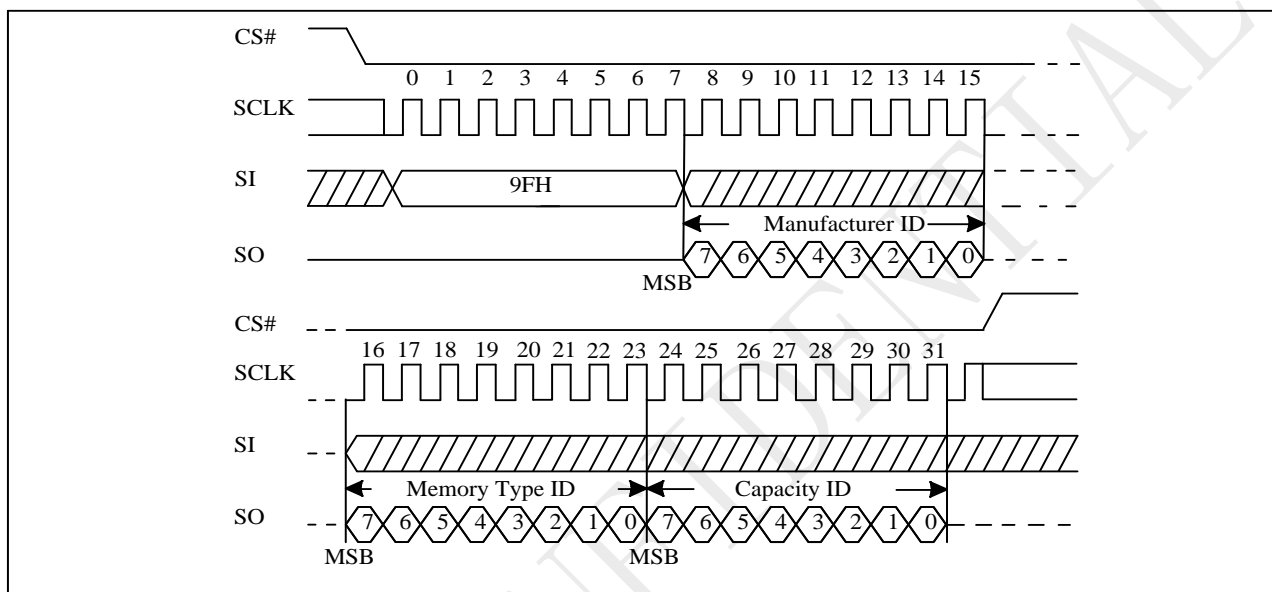 CS#
0 1 2 3 4 5 6 7 8 9 10 11 12 13 14 15
SCLK
SI 9FH
Manufacturer ID
SO 7 6 5 4 3 2 1 0
MSB
CS#
16 17 18 19 20 21 22 23 24 25 26 27 28 29 30 31
SCLK
SI
Memory Type ID Capacity ID
SO 7 6 5 4 3 2 1 0 7 6 5 4 3 2 1 0
MSB MSB